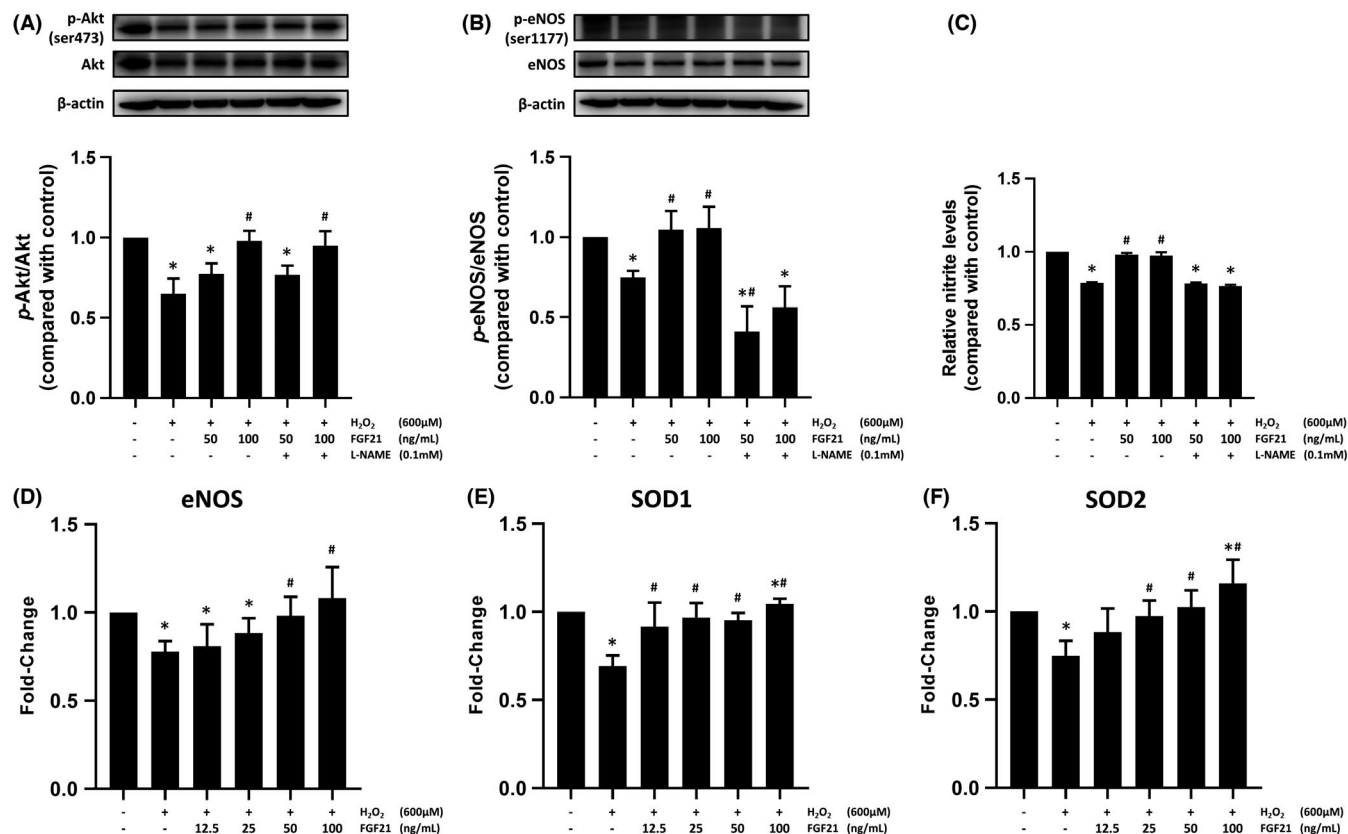 (A)
p-Akt
(ser473)
Akt
β-actin
p-Akt/Akt
(compared with control)
1.5
1.0
0.5
0.0
* * # * #
- + + + + + H₂O₂ (600μM)
- - 50 100 50 100 FGF21 (ng/mL)
- - - - + + L-NAME (0.1mM)
(B)
p-eNOS
(ser1177)
eNOS
β-actin
p-eNOS/eNOS
(compared with control)
1.5
1.0
0.5
0.0
* # # *# *
- + + + + + H₂O₂ (600μM)
- - 50 100 50 100 FGF21 (ng/mL)
- - - - + + L-NAME (0.1mM)
(C)
Relative nitrite levels
(compared with control)
1.5
1.0
0.5
0.0
* # # * *
- + + + + + H₂O₂ (600μM)
- - 50 100 50 100 FGF21 (ng/mL)
- - - - + + L-NAME (0.1mM)
(D)
eNOS
Fold-Change
1.5
1.0
0.5
0.0
* * * # #
- + + + + + H₂O₂ (600μM)
- - 12.5 25 50 100 FGF21 (ng/mL)
(E)
SOD1
Fold-Change
1.5
1.0
0.5
0.0
* # # # *#
- + + + + + H₂O₂ (600μM)
- - 12.5 25 50 100 FGF21 (ng/mL)
(F)
SOD2
Fold-Change
1.5
1.0
0.5
0.0
* # # *#
- + + + + + H₂O₂ (600μM)
- - 12.5 25 50 100 FGF21 (ng/mL)